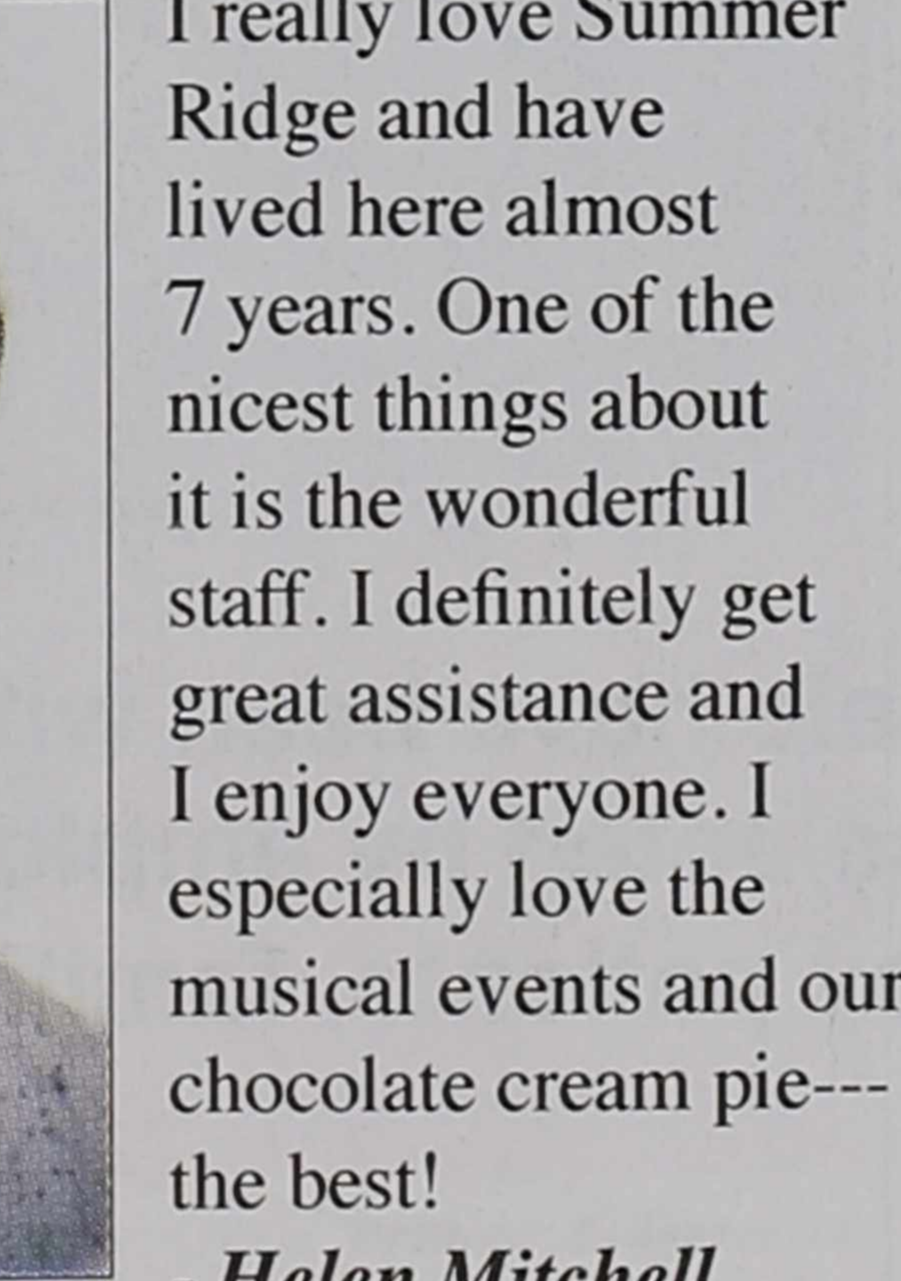 I really love Summer
Ridge and have
lived here almost
7 years. One of the
nicest things about
it is the wonderful
staff. I definitely get
great assistance and
I enjoy everyone. I
especially love the
musical events and our
chocolate cream pie---
the best!
- Helen Mitchell